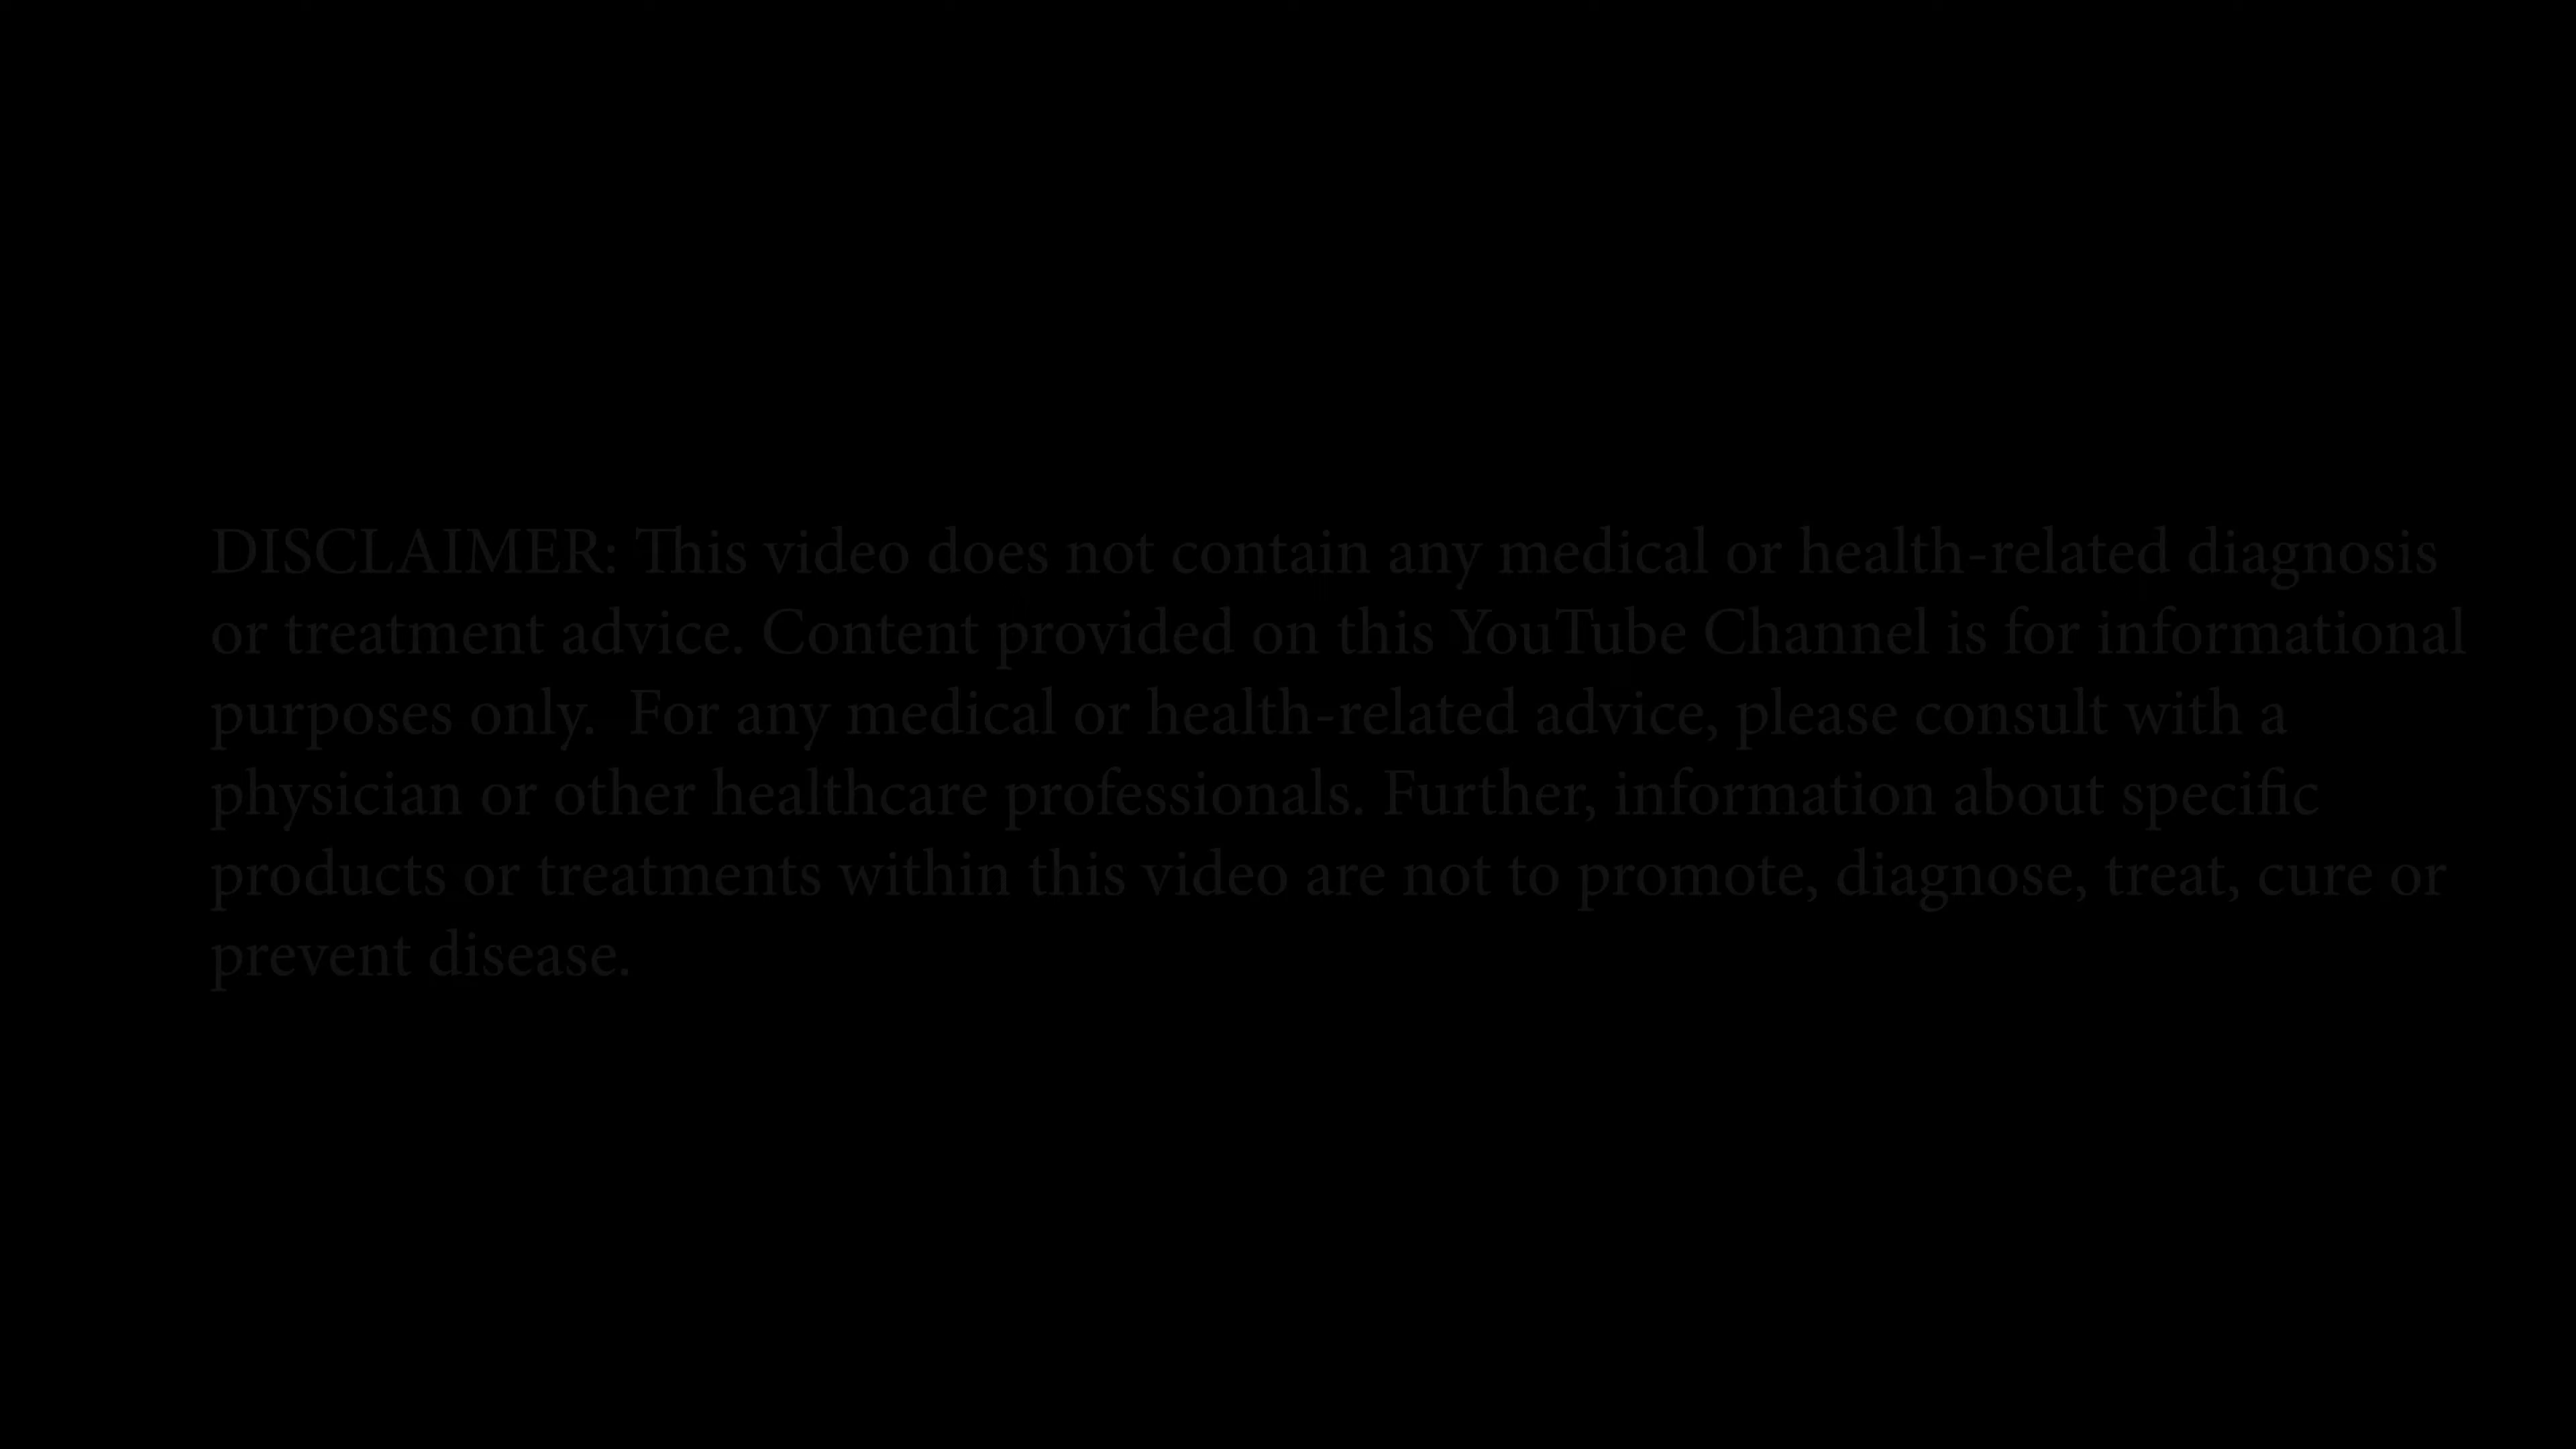 DISCLAIMER: This video does not contain any medical or health-related diagnosis
or treatment advice. Content provided on this YouTube Channel is for informational
purposes only.  For any medical or health-related advice, please consult with a
physician or other healthcare professionals. Further, information about specific
products or treatments within this video are not to promote, diagnose, treat, cure or
prevent disease.